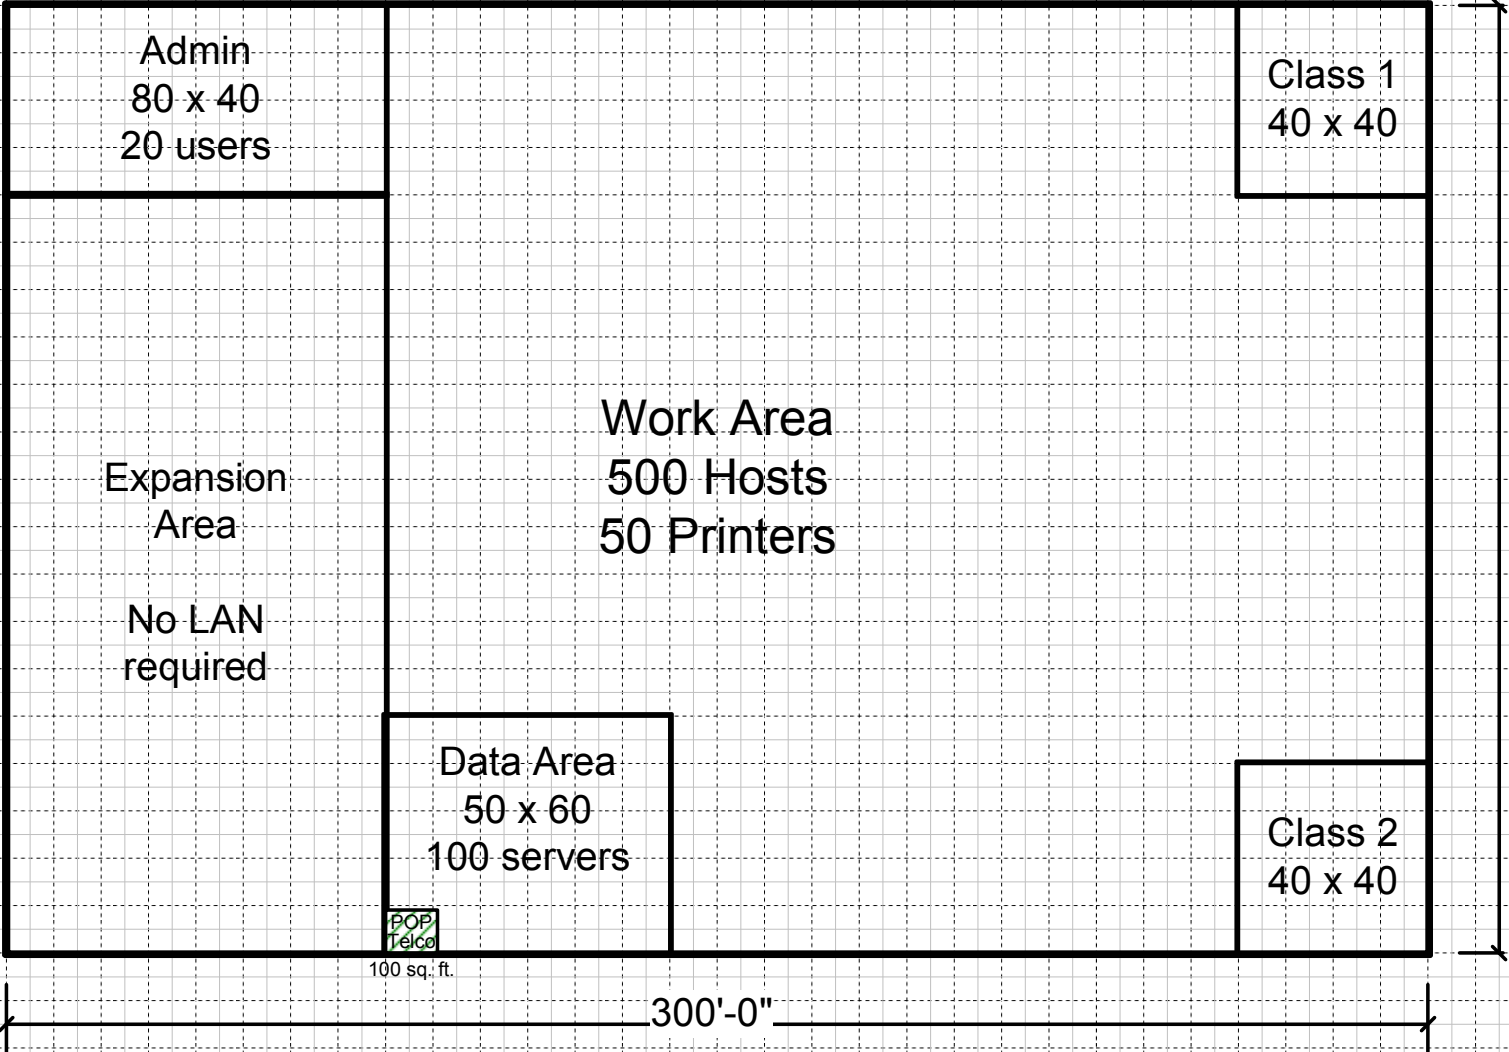 Admin
80 x 40
20 users
Class 1
40 x 40
Work Area
500 Hosts
50 Printers
Expansion
Area
No LAN
required
Data Area
50 x 60
100 servers
POP
Telco
100 sq. ft.
Class 2
40 x 40
300'-0"